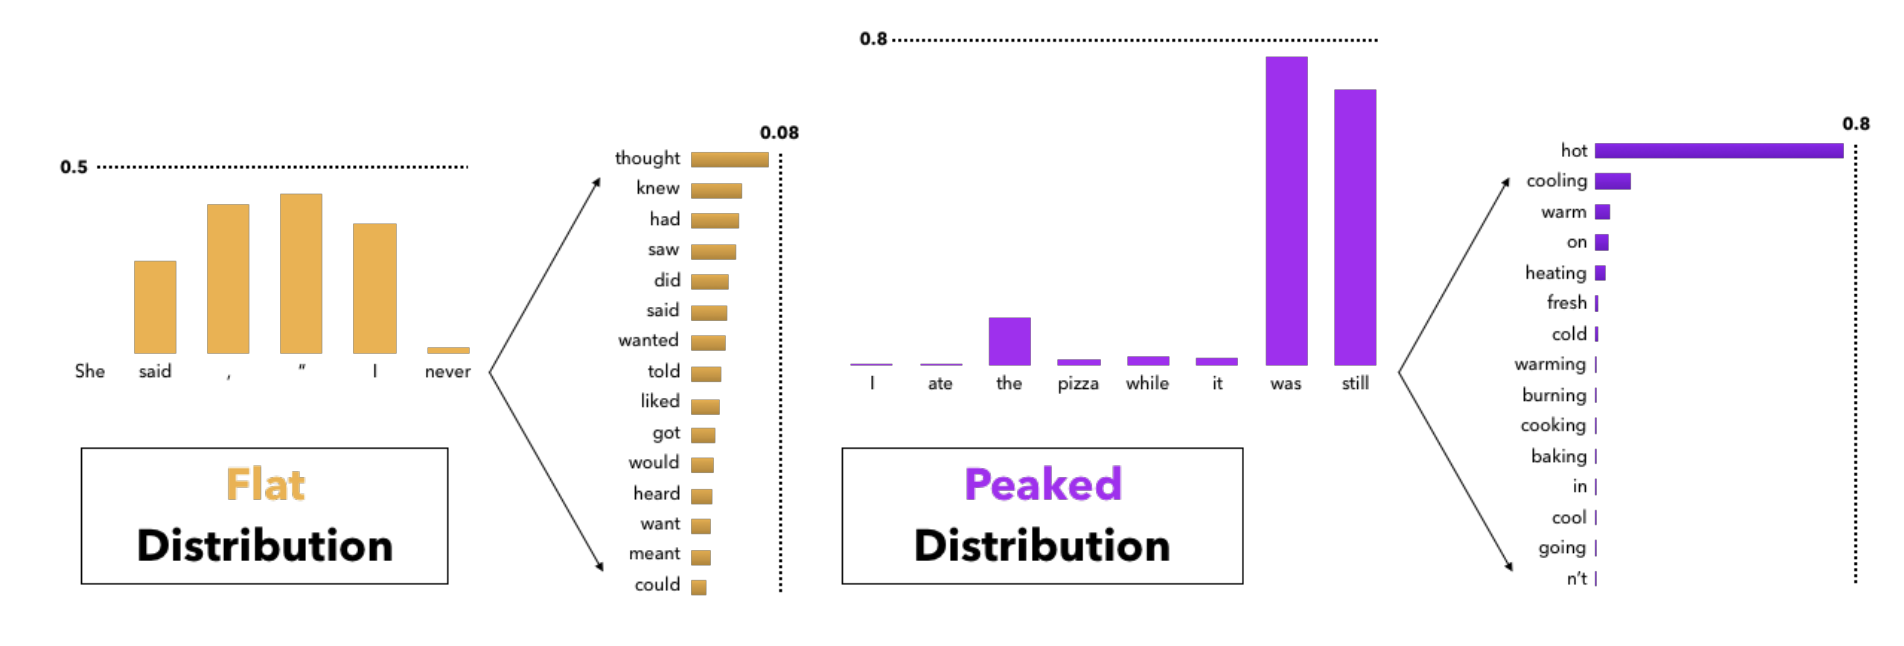 0.5
She said , " I never
Flat
Distribution
0.08
thought
knew
had
saw
did
said
wanted
told
liked
got
would
heard
want
meant
could
0.8
I ate the pizza while it was still
Peaked
Distribution
0.8
hot
cooling
warm
on
heating
fresh
cold
warming
burning
cooking
baking
in
cool
going
n't